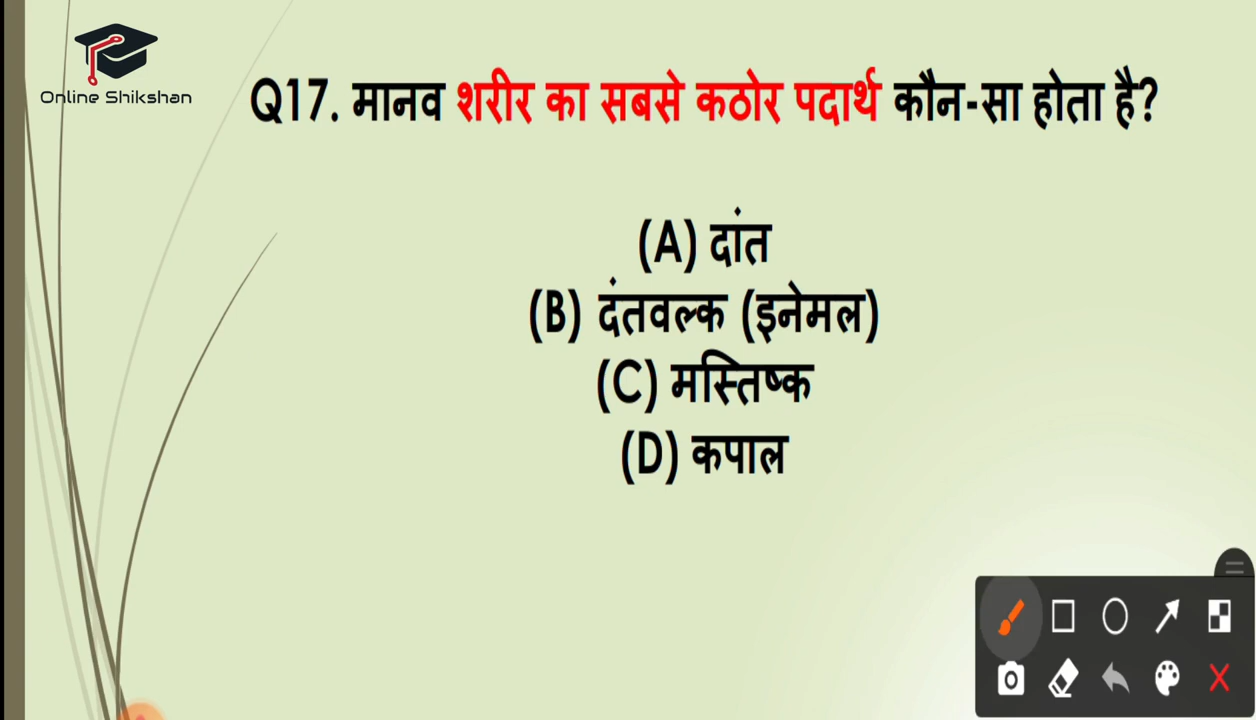 Online Shikshan
Q17. मानव शरीर का सबसे कठोर पदार्थ कौन-सा होता है?
(A) दांत
(B) दंतवल्क (इनेमल)
(C) मस्तिष्क
(D) कपाल